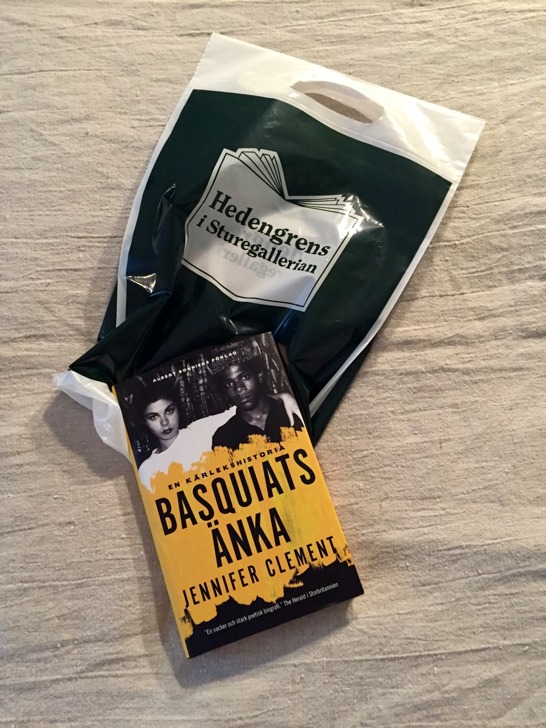 Hedengrens
i Sturegallerian
ALBERT BONNIERS FÖRLAG
EN KÄRLEKSHISTORIA
BASQUIATS
ÄNKA
JENNIFER CLEMENT
"En vacker och stark poetisk biografi." The Herald i Storbritannien